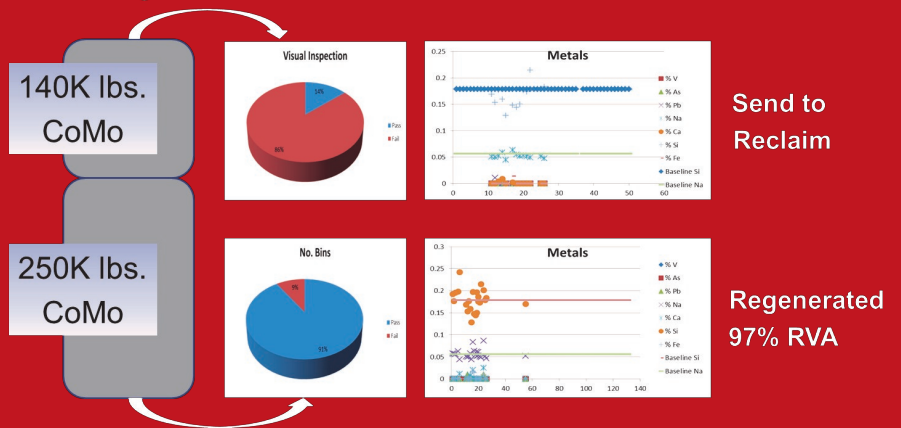 140K lbs.
CoMo
Visual Inspection
14%
86%
Pass
Fail
Metals
0.25
0.2
0.15
0.1
0.05
0
0
10
20
30
40
50
60
% V
% As
% Pb
% Na
% Ca
% Si
% Fe
Baseline Si
Baseline Na
Send to
Reclaim
250K lbs.
CoMo
No. Bins
9%
91%
Pass
Fail
Metals
0.3
0.25
0.2
0.15
0.1
0.05
0
0
20
40
60
80
100
120
140
% V
% As
% Pb
% Na
% Ca
% Si
% Fe
Baseline Si
Baseline Na
Regenerated
97% RVA